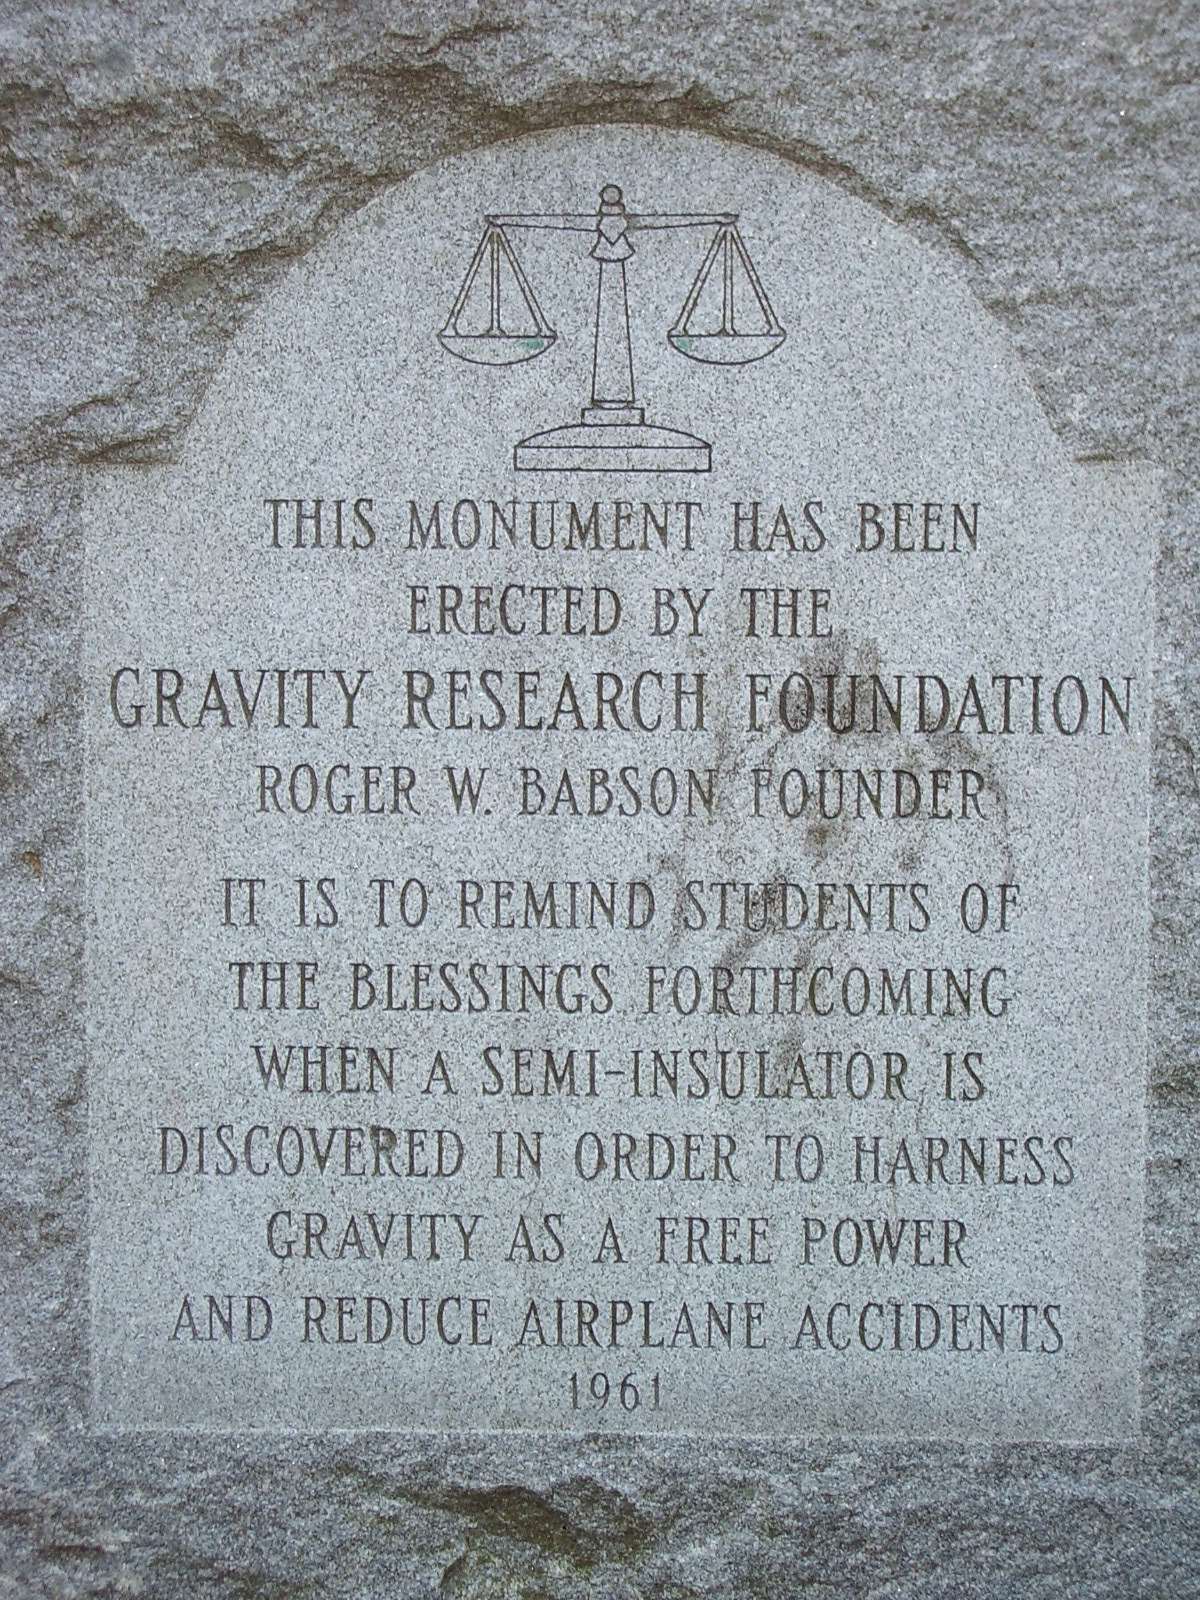 THIS MONUMENT HAS BEEN
ERECTED BY THE
GRAVITY RESEARCH FOUNDATION
ROGER W. BABSON FOUNDER
IT IS TO REMIND STUDENTS OF
THE BLESSINGS FORTHCOMING
WHEN A SEMI-INSULATOR IS
DISCOVERED IN ORDER TO HARNESS
GRAVITY AS A FREE POWER
AND REDUCE AIRPLANE ACCIDENTS
1961